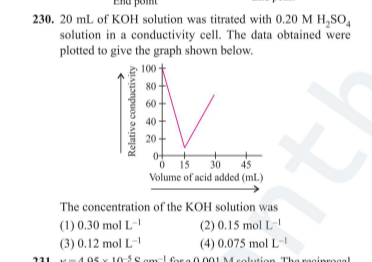 End point
230. 20 mL of KOH solution was titrated with 0.20 M H₂SO₄
solution in a conductivity cell. The data obtained were
plotted to give the graph shown below.
Relative conductivity
100
80
60
40
20
0
0 15 30 45
Volume of acid added (mL)
The concentration of the KOH solution was
(1) 0.30 mol L⁻¹ (2) 0.15 mol L⁻¹
(3) 0.12 mol L⁻¹ (4) 0.075 mol L⁻¹